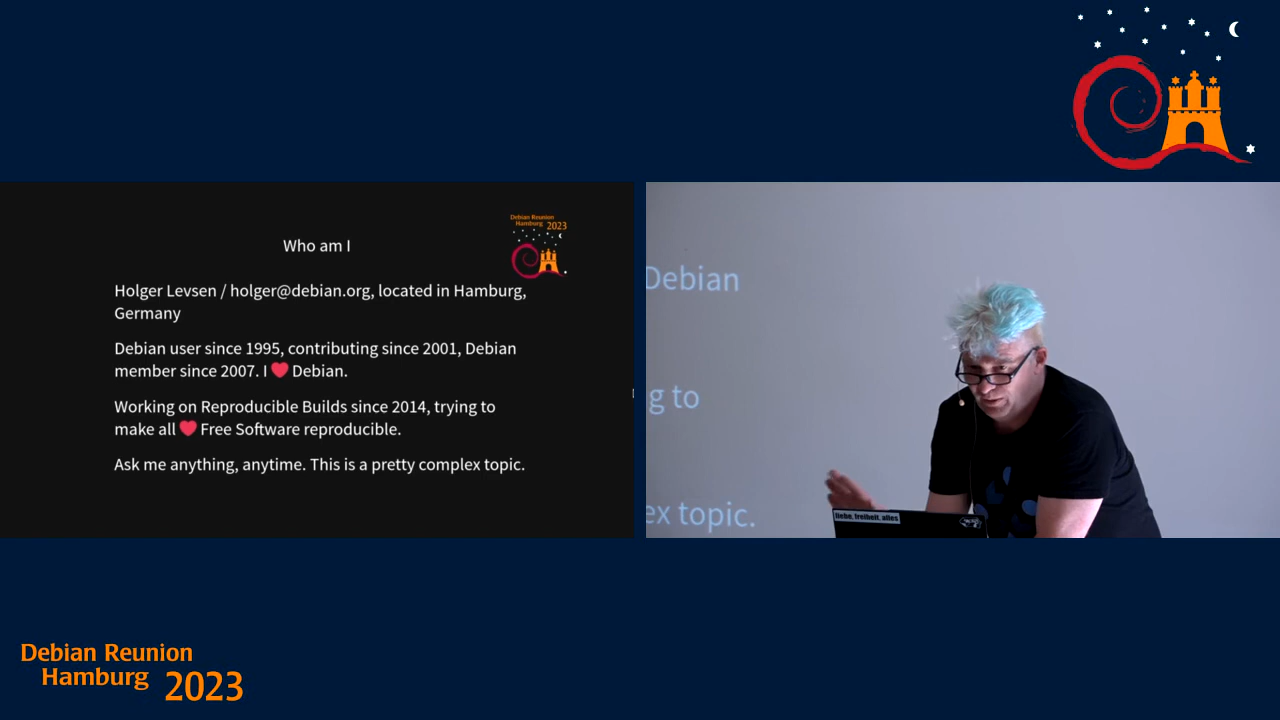 Debian Reunion
Hamburg 2023
Who am I
Holger Levsen / holger@debian.org, located in Hamburg,
Germany
Debian user since 1995, contributing since 2001, Debian
member since 2007. I ❤ Debian.
Working on Reproducible Builds since 2014, trying to
make all ❤ Free Software reproducible.
Ask me anything, anytime. This is a pretty complex topic.
Debian
g to
ex topic.
liebe, freiheit, alles
Debian Reunion
Hamburg 2023